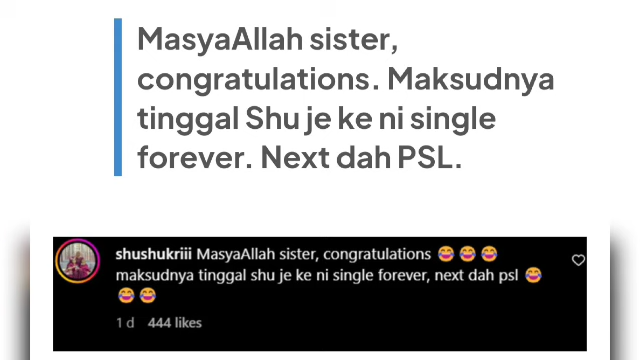 MasyaAllah sister,
congratulations. Maksudnya
tinggal Shu je ke ni single
forever. Next dah PSL.
shushukriii MasyaAllah sister, congratulations 😂 😂 😂
maksudnya tinggal shu je ke ni single forever, next dah psl 😂
😂 😂
1 d 444 likes